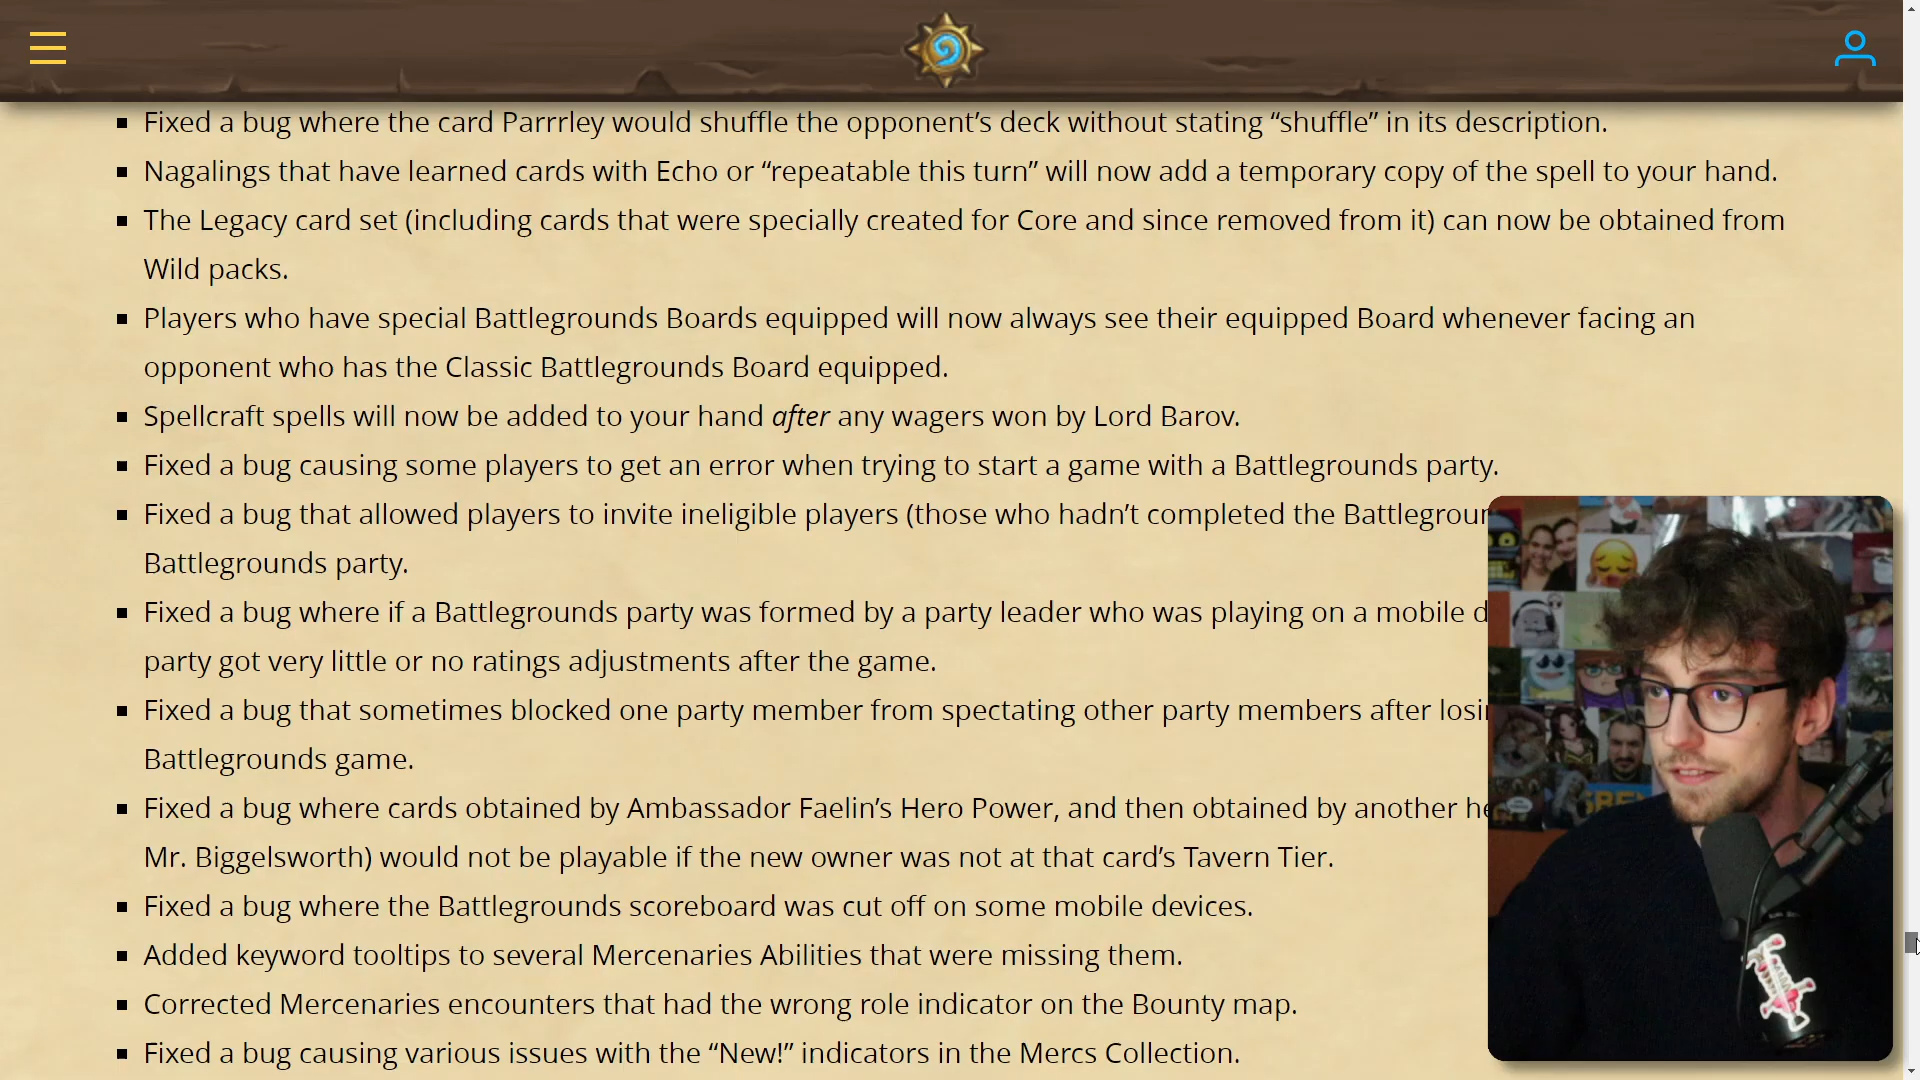 Fixed a bug where the card Parrrley would shuffle the opponent’s deck without stating “shuffle” in its description.
Nagalings that have learned cards with Echo or “repeatable this turn” will now add a temporary copy of the spell to your hand.
The Legacy card set (including cards that were specially created for Core and since removed from it) can now be obtained from
Wild packs.
Players who have special Battlegrounds Boards equipped will now always see their equipped Board whenever facing an
opponent who has the Classic Battlegrounds Board equipped.
Spellcraft spells will now be added to your hand after any wagers won by Lord Barov.
Fixed a bug causing some players to get an error when trying to start a game with a Battlegrounds party.
Fixed a bug that allowed players to invite ineligible players (those who hadn’t completed the
Battlegrounds party.
Fixed a bug where if a Battlegrounds party was formed by a party leader who was playing on a mobile
party got very little or no ratings adjustments after the game.
Fixed a bug that sometimes blocked one party member from spectating other party members after
Battlegrounds game.
Fixed a bug where cards obtained by Ambassador Faelin’s Hero Power, and then obtained by another
Mr. Biggelsworth) would not be playable if the new owner was not at that card’s Tavern Tier.
Fixed a bug where the Battlegrounds scoreboard was cut off on some mobile devices.
Added keyword tooltips to several Mercenaries Abilities that were missing them.
Corrected Mercenaries encounters that had the wrong role indicator on the Bounty map.
Fixed a bug causing various issues with the “New!” indicators in the Mercs Collection.